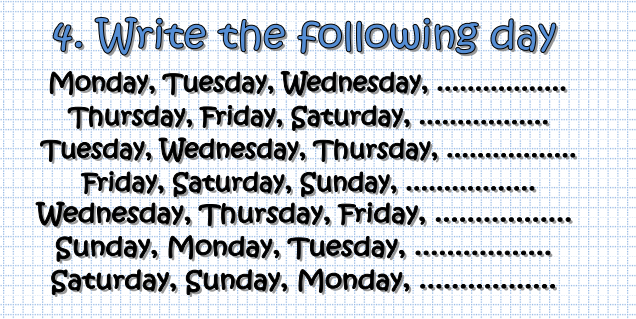 4. Write the following day
Monday, Tuesday, Wednesday, .................
Thursday, Friday, Saturday, .................
Tuesday, Wednesday, Thursday, .................
Friday, Saturday, Sunday, .................
Wednesday, Thursday, Friday, .................
Sunday, Monday, Tuesday, .................
Saturday, Sunday, Monday, .................